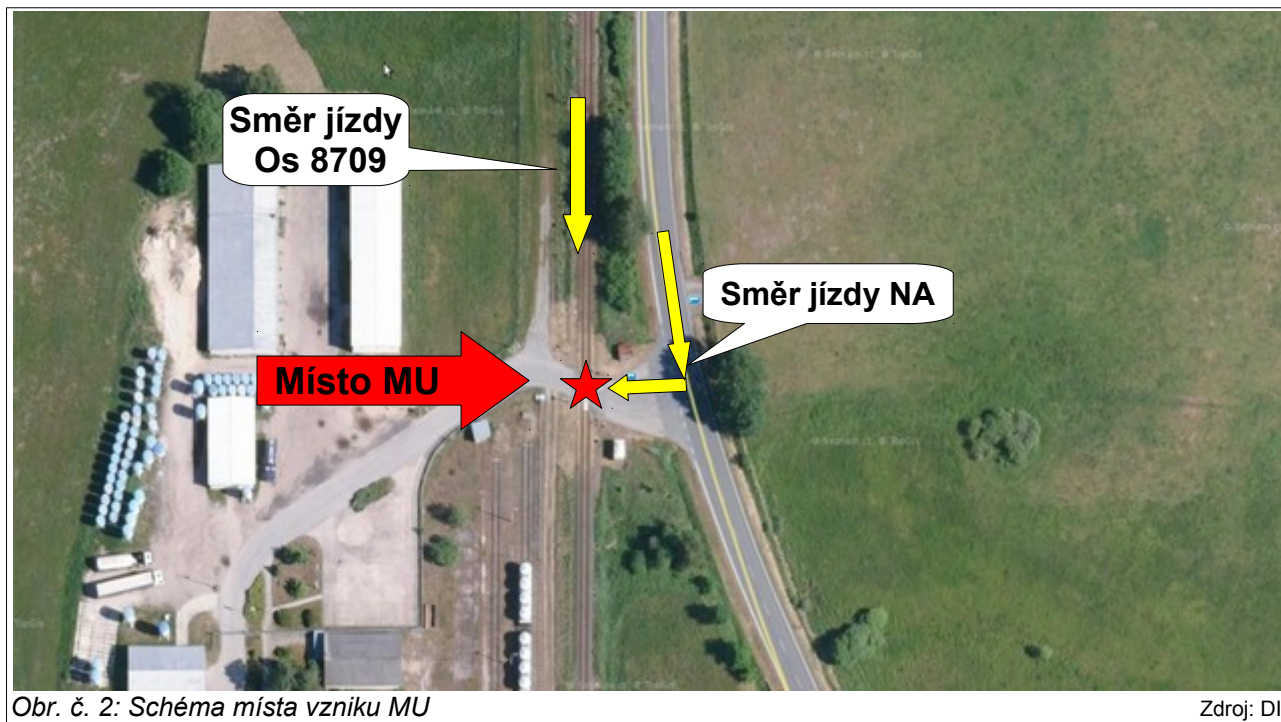 Směr jízdy
Os 8709
Směr jízdy NA
Místo MU
Obr. č. 2: Schéma místa vzniku MU
Zdroj: DI